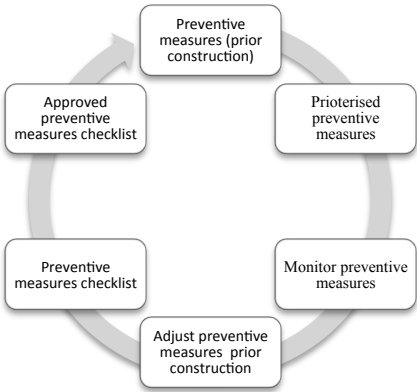 Preventive
measures (prior
construction)
Prioterised
preventive
measures
Monitor preventive
measures
Adjust preventive
measures prior
construction
Preventive
measures checklist
Approved
preventive
measures checklist